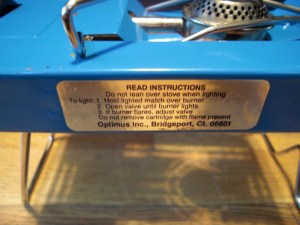 READ INSTRUCTIONS
Do not lean over stove when lighting
To light: 1. Hold lighted match over burner
2. Open valve until burner lights
3. If burner flares, adjust valve
Do not remove cartridge with flame present
Optimus Inc., Bridgeport, Ct. 06601